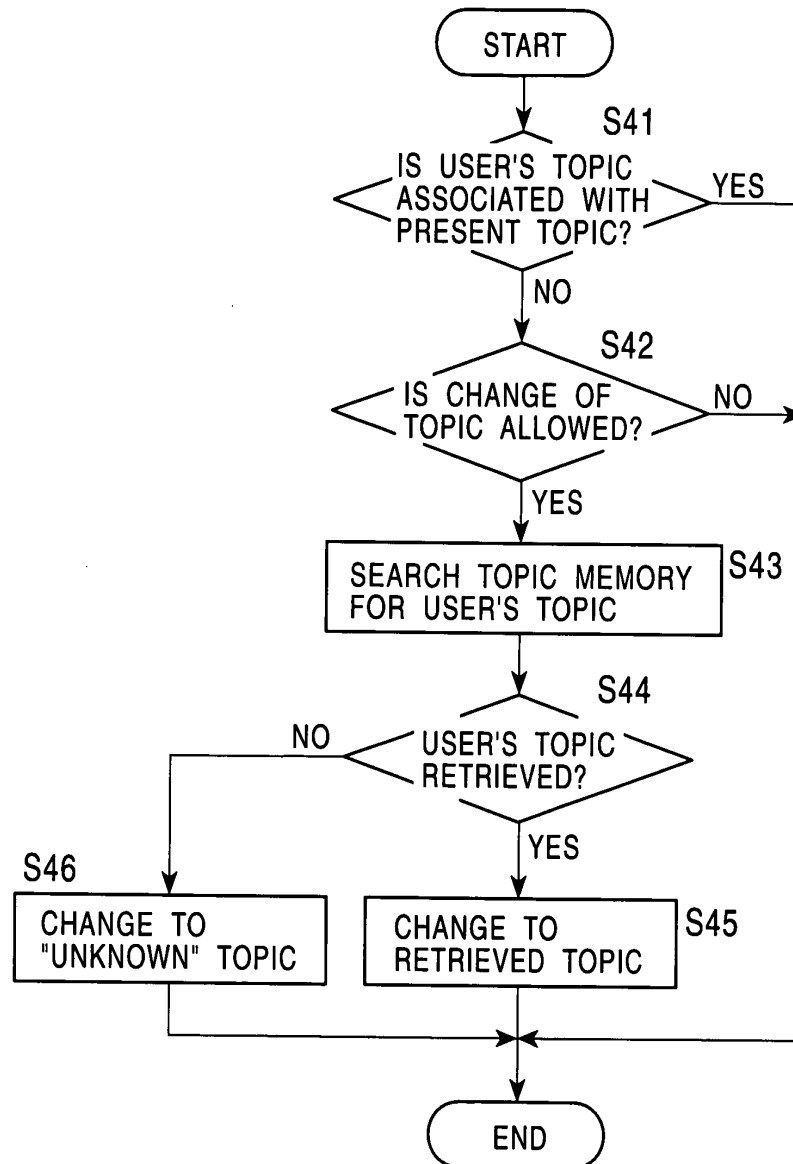 START
S41
IS USER'S TOPIC
ASSOCIATED WITH
PRESENT TOPIC?
YES
NO
S42
IS CHANGE OF
TOPIC ALLOWED?
NO
YES
S43
SEARCH TOPIC MEMORY
FOR USER'S TOPIC
S44
NO
USER'S TOPIC
RETRIEVED?
YES
S46
CHANGE TO
"UNKNOWN" TOPIC
CHANGE TO
RETRIEVED TOPIC
S45
END